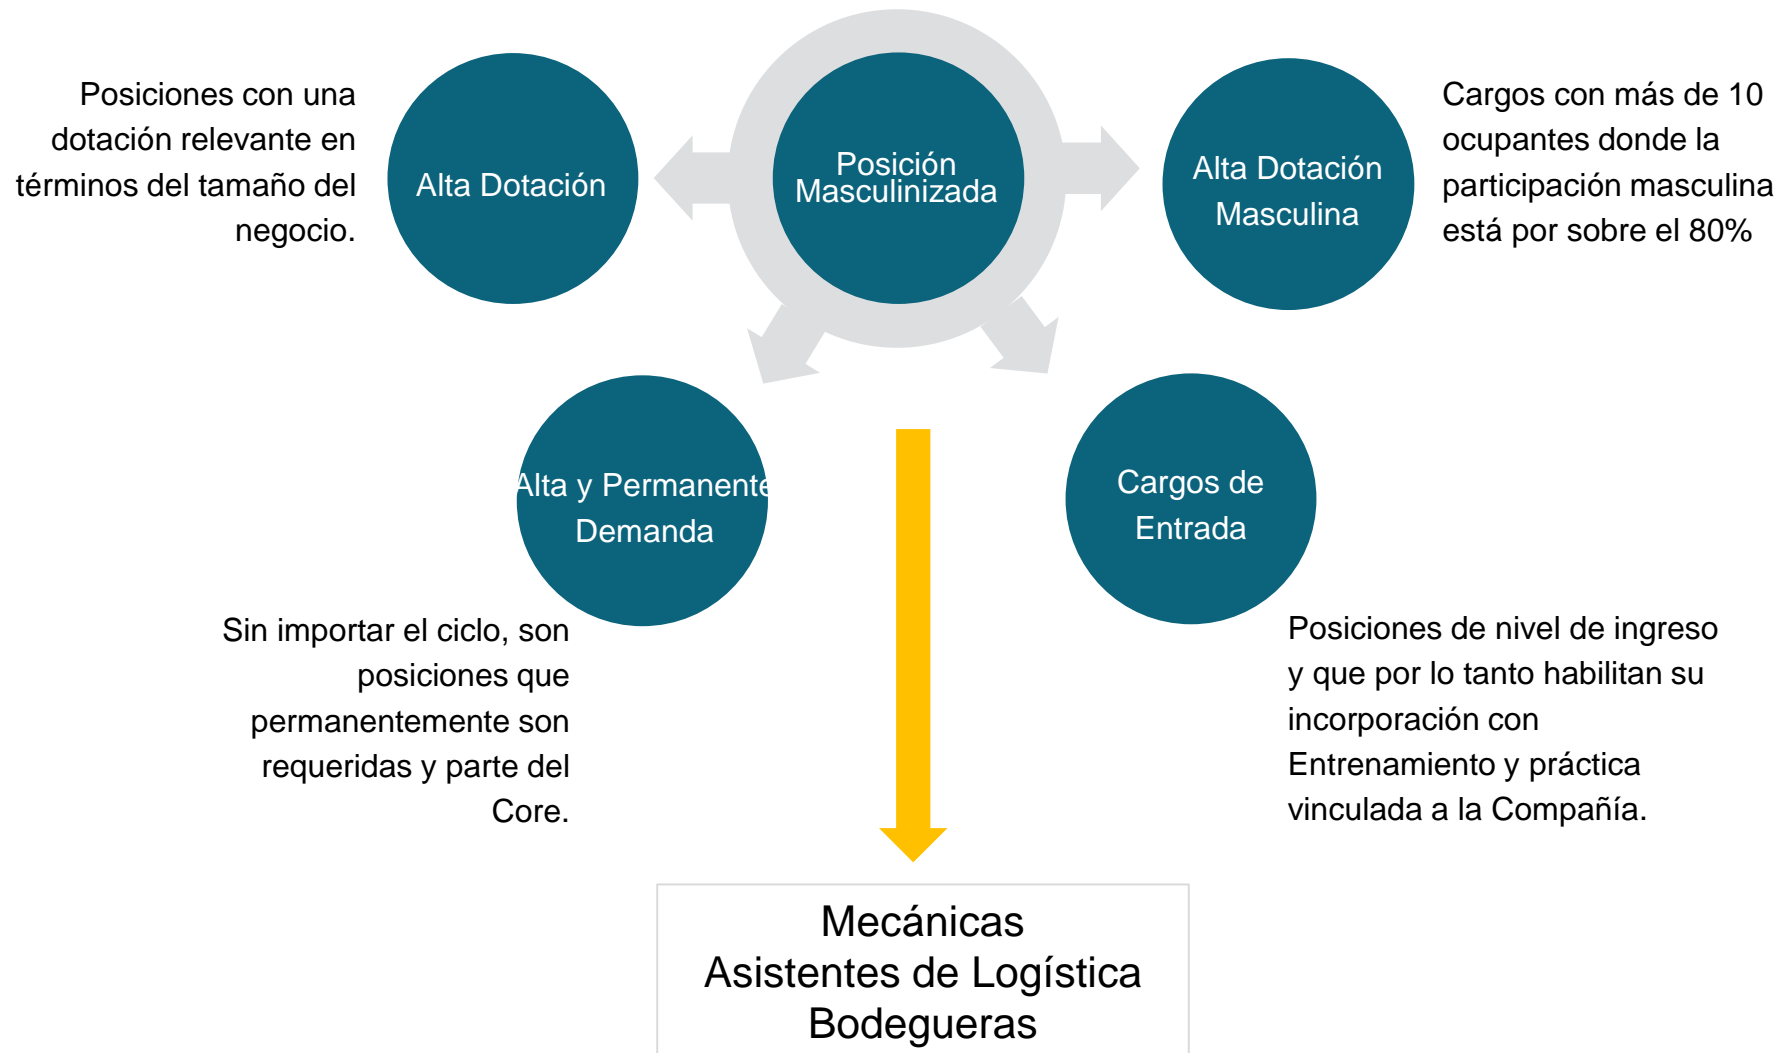 Posiciones con una
dotación relevante en
términos del tamaño del
negocio.
Alta Dotación
Posición
Masculinizada
Alta Dotación
Masculina
Cargos con más de 10
ocupantes donde la
participación masculina
está por sobre el 80%
Alta y Permanente
Demanda
Cargos de
Entrada
Sin importar el ciclo, son
posiciones que
permanentemente son
requeridas y parte del
Core.
Posiciones de nivel de ingreso
y que por lo tanto habilitan su
incorporación con
Entrenamiento y práctica
vinculada a la Compañía.
Mecánicas
Asistentes de Logística
Bodegueras